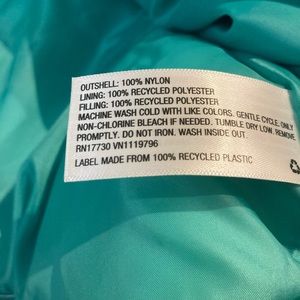 OUTSHELL: 100% NYLON
LINING: 100% RECYCLED POLYESTER
FILLING: 100% RECYCLED POLYESTER
MACHINE WASH COLD WITH LIKE COLORS. GENTLE CYCLE. ONLY
NON-CHLORINE BLEACH IF NEEDED. TUMBLE DRY LOW. REMOVE
PROMPTLY. DO NOT IRON. WASH INSIDE OUT.
RN17730 VN1119796
LABEL MADE FROM 100% RECYCLED PLASTIC